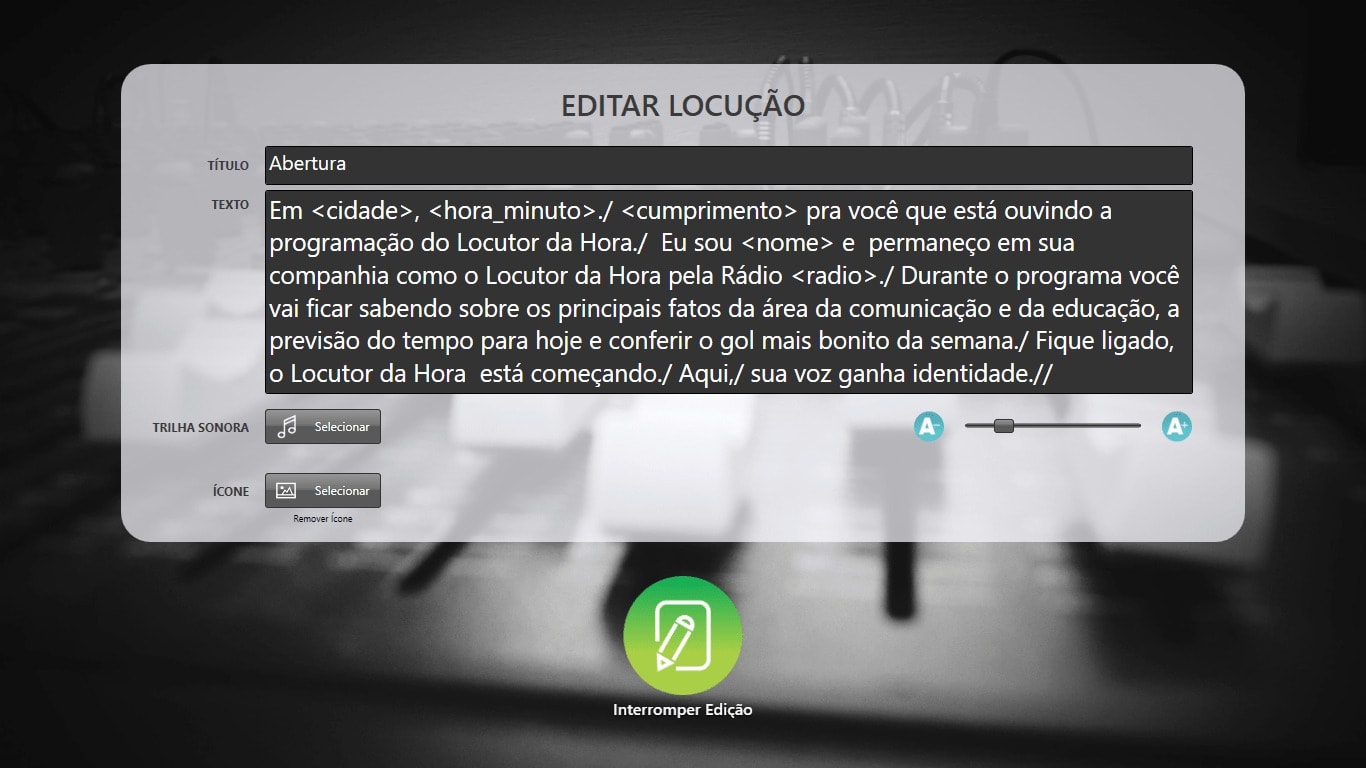 EDITAR LOCUÇÃO
TÍTULO
Abertura
TEXTO
Em <cidade>, <hora_minuto>./ <cumprimento> pra você que está ouvindo a
programação do Locutor da Hora./  Eu sou <nome> e  permaneço em sua
companhia como o Locutor da Hora pela Rádio <radio>./ Durante o programa você
vai ficar sabendo sobre os principais fatos da área da comunicação e da educação, a
previsão do tempo para hoje e conferir o gol mais bonito da semana./ Fique ligado,
o Locutor da Hora  está começando./ Aqui,/ sua voz ganha identidade.//
TRILHA SONORA
Selecionar
A-
A+
ÍCONE
Selecionar
Remover Ícone
Interromper Edição